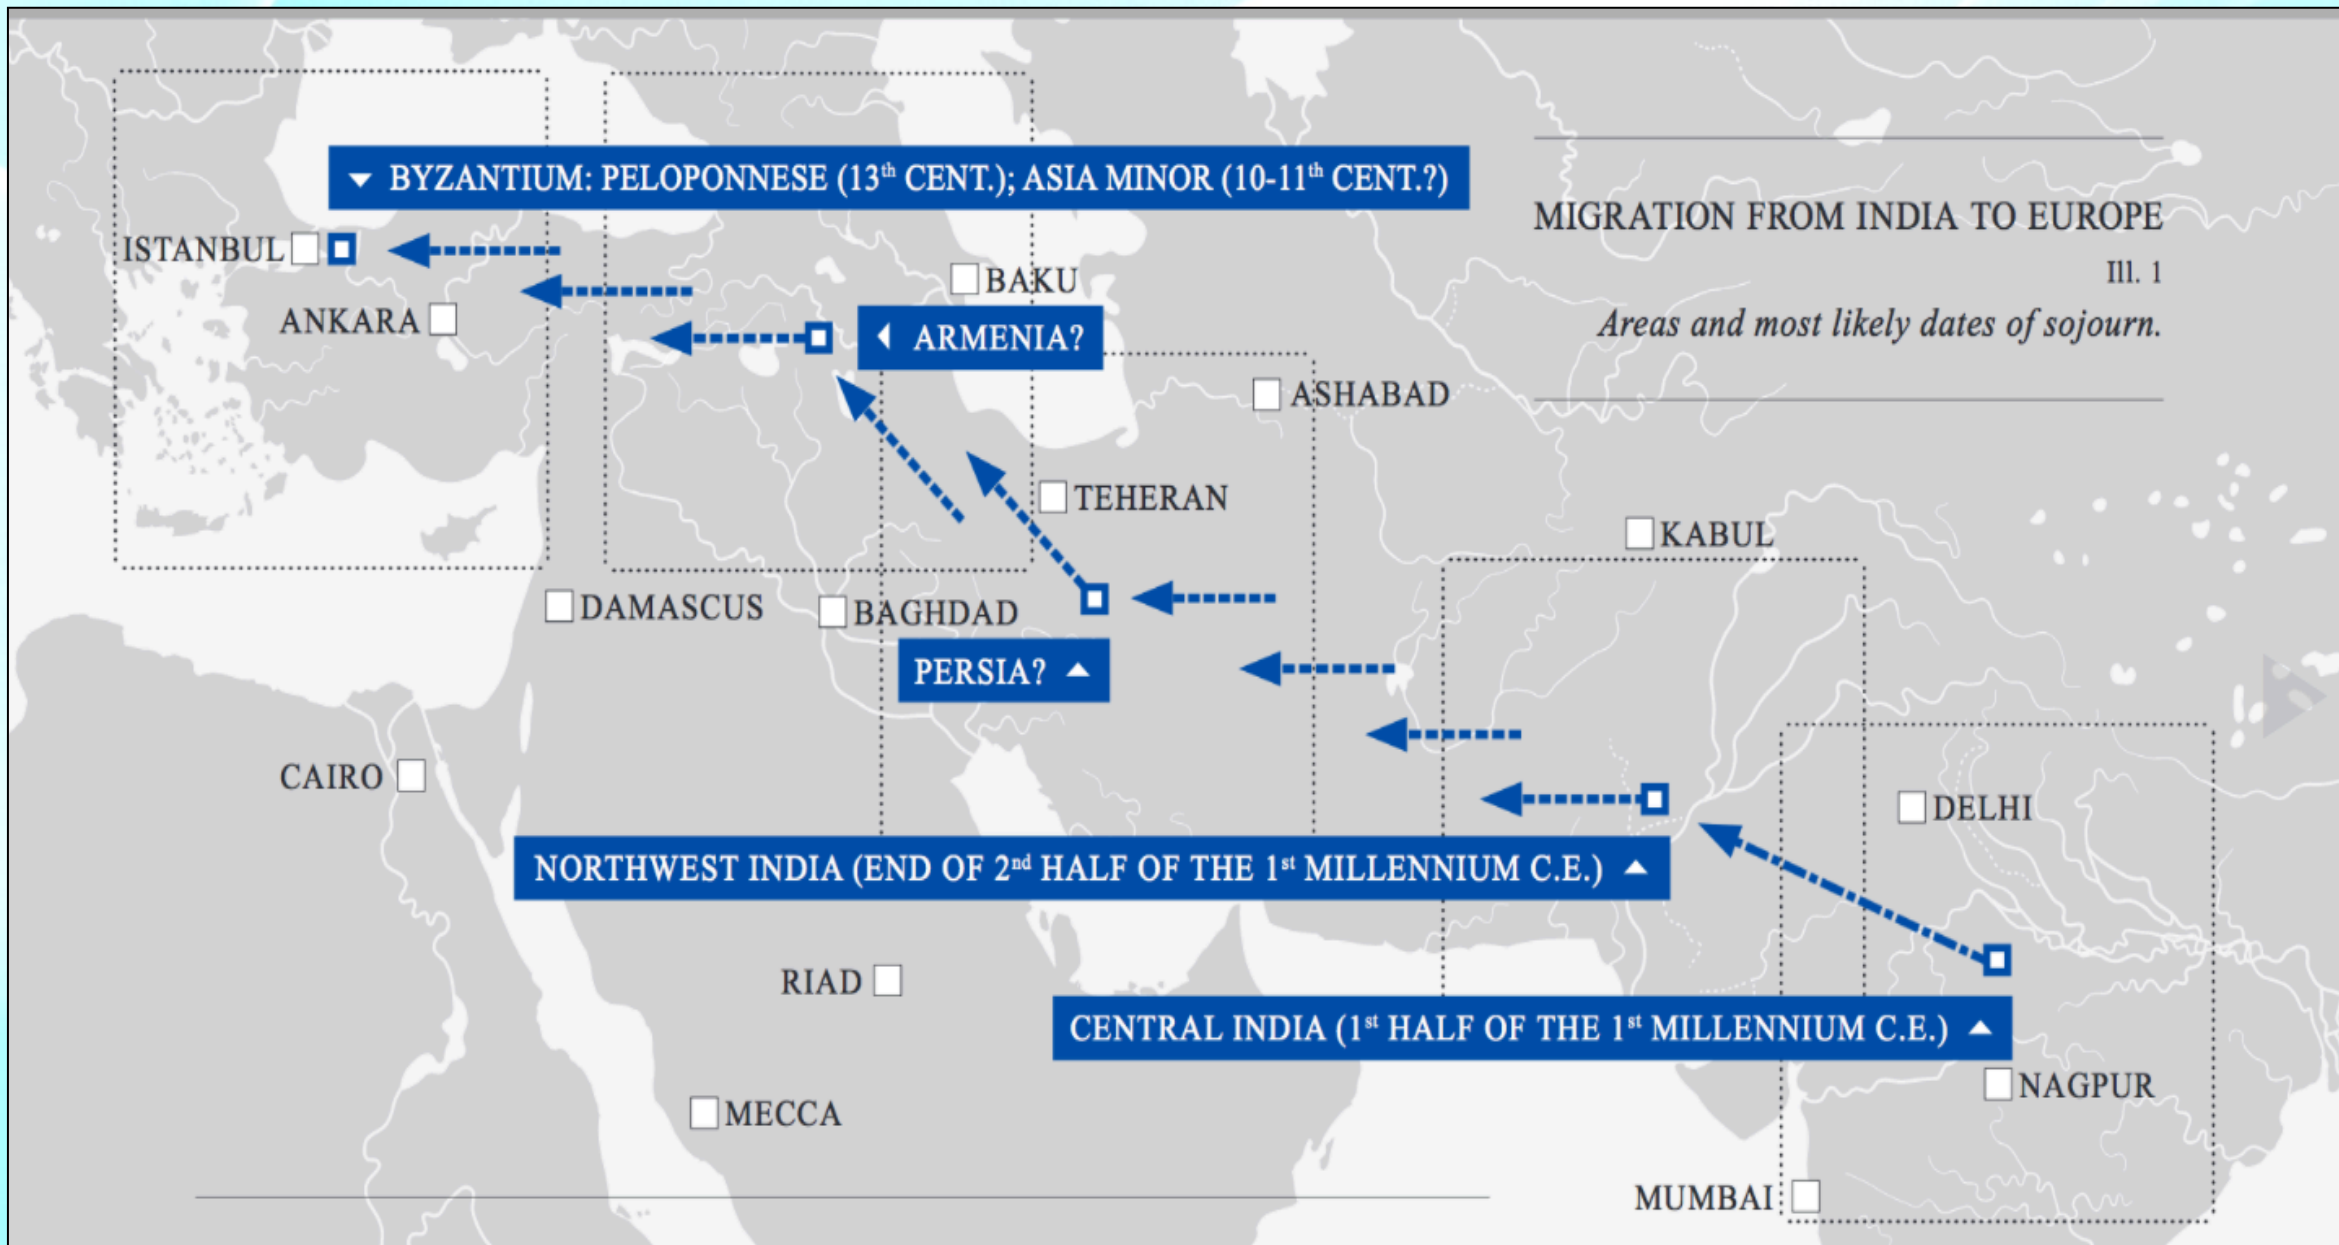 ▼ BYZANTIUM: PELOPONNESE (13th CENT.); ASIA MINOR (10-11th CENT.?)
MIGRATION FROM INDIA TO EUROPE
Ill. 1
Areas and most likely dates of sojourn.
ISTANBUL
ANKARA
BAKU
◄ ARMENIA?
ASHABAD
TEHERAN
KABUL
DAMASCUS
BAGHDAD
PERSIA? ▲
CAIRO
DELHI
NORTHWEST INDIA (END OF 2nd HALF OF THE 1st MILLENNIUM C.E.) ▲
RIAD
CENTRAL INDIA (1st HALF OF THE 1st MILLENNIUM C.E.) ▲
NAGPUR
MECCA
MUMBAI